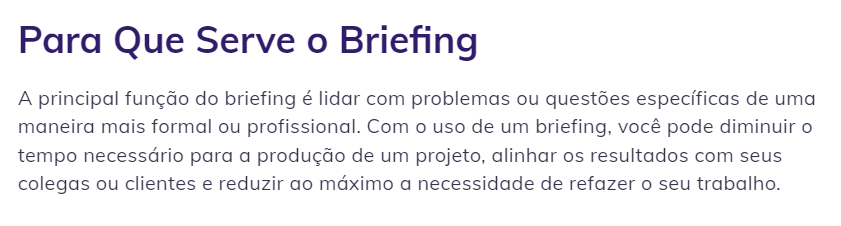 Para Que Serve o Briefing
A principal função do briefing é lidar com problemas ou questões específicas de uma
maneira mais formal ou profissional. Com o uso de um briefing, você pode diminuir o
tempo necessário para a produção de um projeto, alinhar os resultados com seus
colegas ou clientes e reduzir ao máximo a necessidade de refazer o seu trabalho.